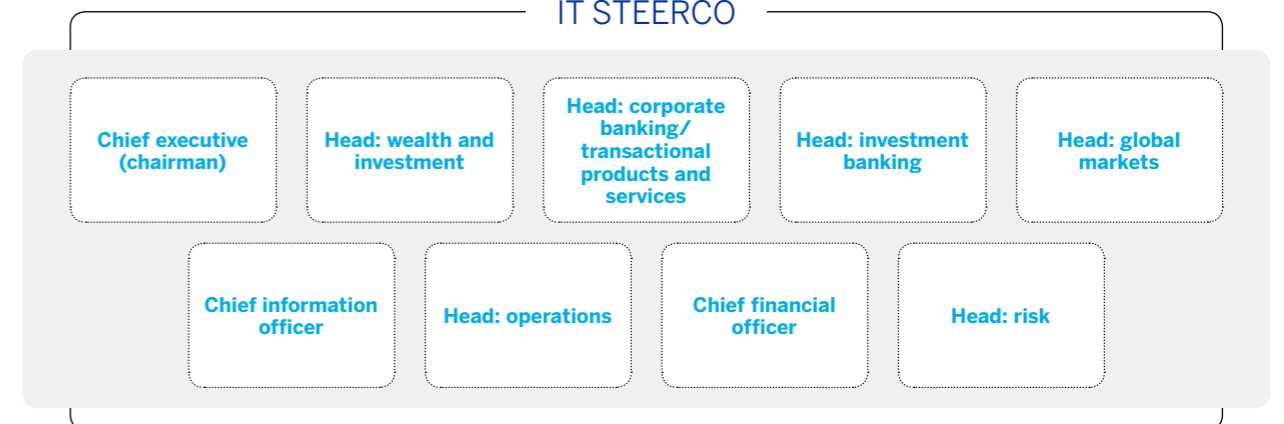 IT STEERCO
Chief executive
(chairman)
Head: wealth and
investment
Head: corporate
banking/
transactional
products and
services
Head: investment
banking
Head: global
markets
Chief information
officer
Head: operations
Chief financial
officer
Head: risk